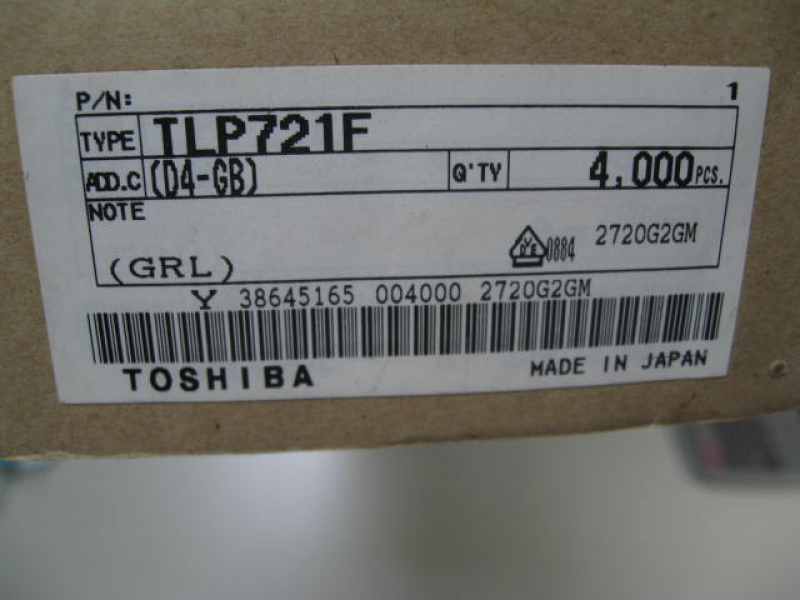 P/N: 1
TYPE TLP721F
ADD.C (D4-GB) Q'TY 4,000 PCS.
NOTE
(GRL) VDE 0884 2720G2GM
Y 38645165 004000 2720G2GM
TOSHIBA MADE IN JAPAN